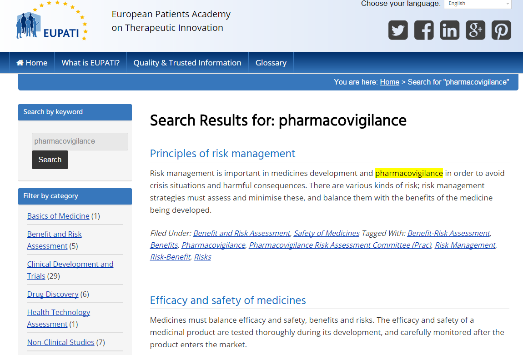 Choose your language. English
EUPATI
European Patients Academy
on Therapeutic Innovation
Home What is EUPATI? Quality & Trusted Information Glossary
You are here: Home > Search for "pharmacovigilance"
Search by keyword
pharmacovigilance
Search
Filter by category
Basics of Medicine (1)
Benefit and Risk
Assessment (5)
Clinical Development and
Trials (29)
Drug Discovery (6)
Health Technology
Assessment (1)
Non-Clinical Studies (7)
Search Results for: pharmacovigilance
Principles of risk management
Risk management is important in medicines development and pharmacovigilance in order to avoid
crisis situations and harmful consequences. There are various kinds of risk; risk management
strategies must assess and minimise these, and balance them with the benefits of the medicine
being developed.
Filed Under: Benefit and Risk Assessment, Safety of Medicines Tagged With: Benefit-Risk Assessment,
Benefits, Pharmacovigilance, Pharmacovigilance Risk Assessment Committee (Prac), Risk Management,
Risk-Benefit, Risks
Efficacy and safety of medicines
Medicines must balance efficacy and safety, benefits and risks. The efficacy and safety of a
medicinal product are tested thoroughly during its development, and carefully monitored after the
product enters the market.